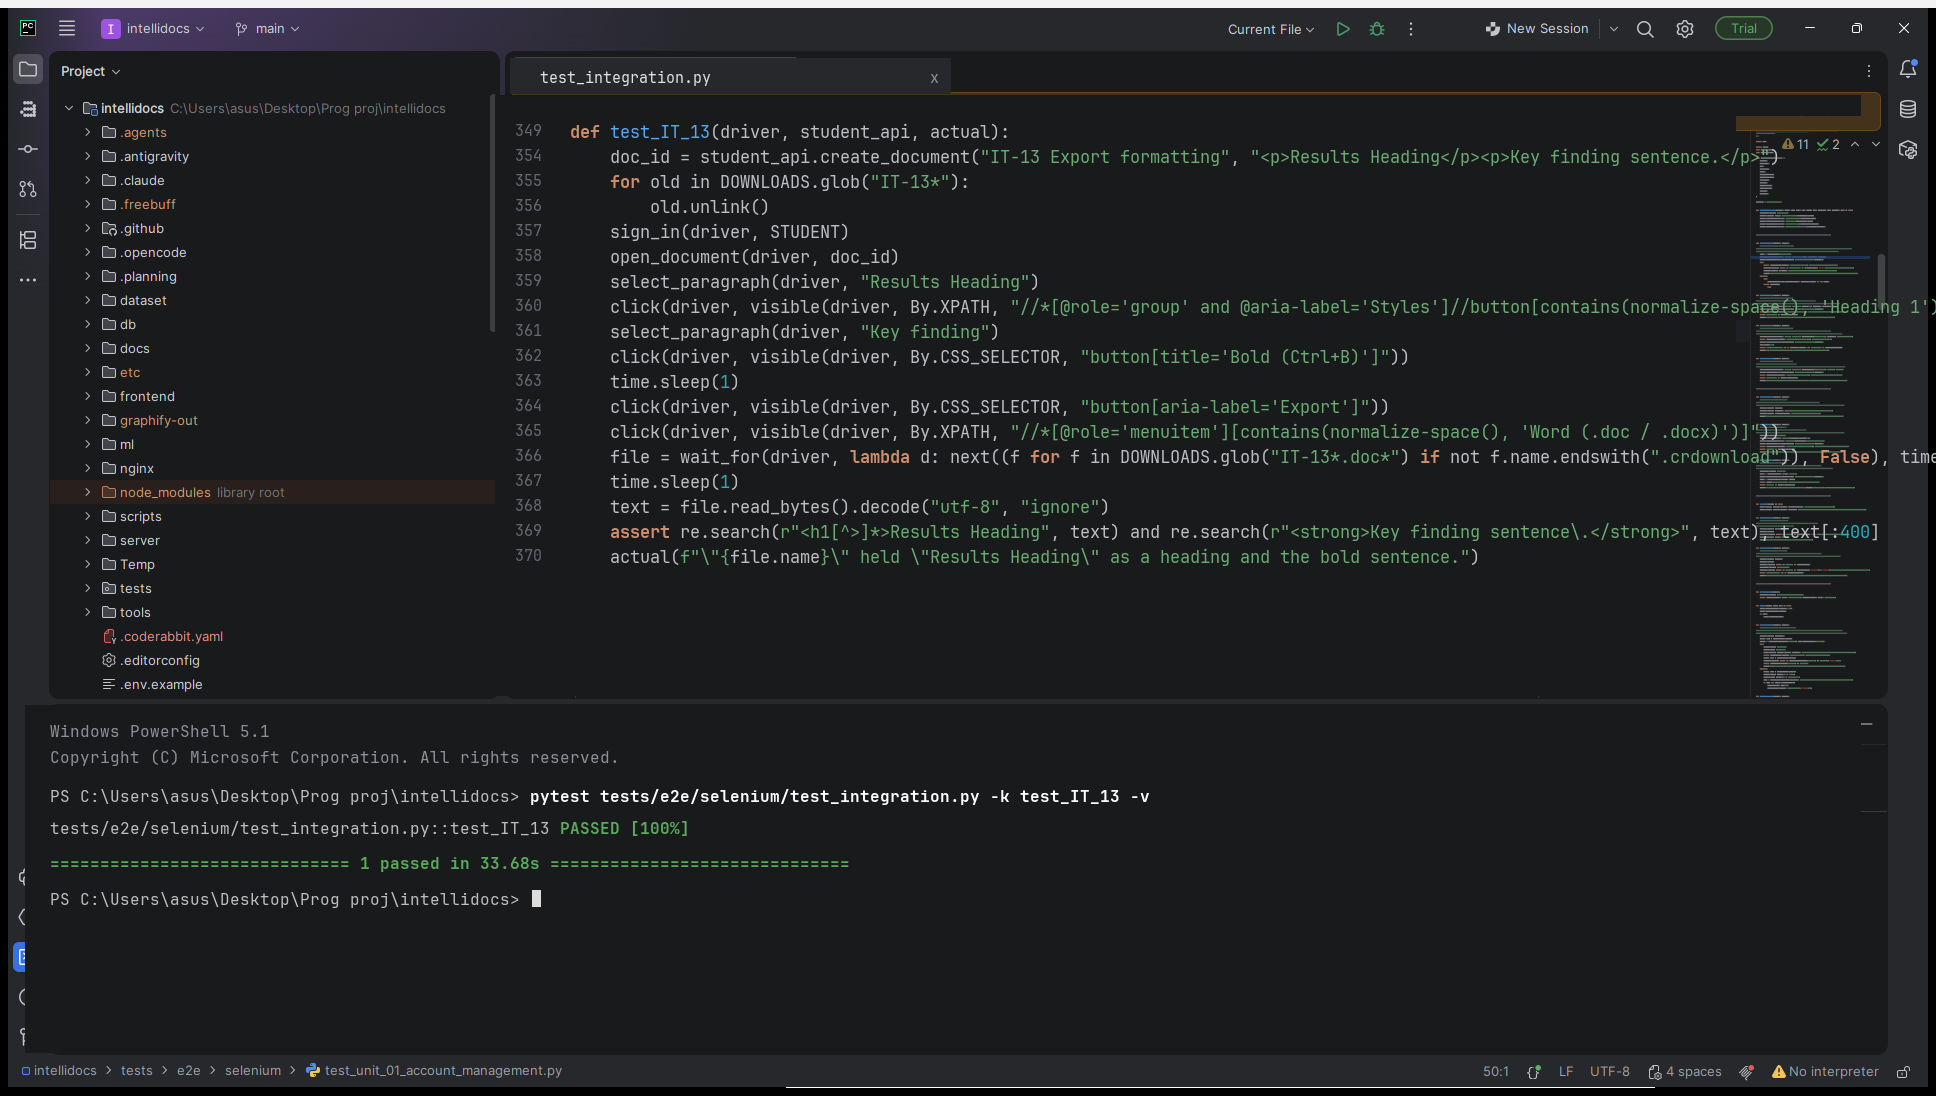 PC
I intellidocs
main
Current File
New Session
Trial
Project
test_integration.py
x
intellidocs C:\Users\asus\Desktop\Prog proj\intellidocs
.agents
.antigravity
.claude
.freebuff
.github
.opencode
.planning
dataset
db
docs
etc
frontend
graphify-out
ml
nginx
node_modules library root
scripts
server
Temp
tests
tools
.coderabbit.yaml
.editorconfig
.env.example
11 2
349 def test_IT_13(driver, student_api, actual):
354 doc_id = student_api.create_document("IT-13 Export formatting", "<p>Results Heading</p><p>Key finding sentence.</p>")
355 for old in DOWNLOADS.glob("IT-13*"):
356 old.unlink()
357 sign_in(driver, STUDENT)
358 open_document(driver, doc_id)
359 select_paragraph(driver, "Results Heading")
360 click(driver, visible(driver, By.XPATH, "//*[@role='group' and @aria-label='Styles']//button[contains(normalize-space(), 'Heading 1')
361 select_paragraph(driver, "Key finding")
362 click(driver, visible(driver, By.CSS_SELECTOR, "button[title='Bold (Ctrl+B)']"))
363 time.sleep(1)
364 click(driver, visible(driver, By.CSS_SELECTOR, "button[aria-label='Export']"))
365 click(driver, visible(driver, By.XPATH, "//*[@role='menuitem'][contains(normalize-space(), 'Word (.doc / .docx)')]"))
366 file = wait_for(driver, lambda d: next((f for f in DOWNLOADS.glob("IT-13*.doc*") if not f.name.endswith(".crdownload")), False), time
367 time.sleep(1)
368 text = file.read_bytes().decode("utf-8", "ignore")
369 assert re.search(r"<h1[^>]*>Results Heading", text) and re.search(r"<strong>Key finding sentence\.</strong>", text), text[:400]
370 actual(f"\"{file.name}\" held \"Results Heading\" as a heading and the bold sentence.")
Windows PowerShell 5.1
Copyright (C) Microsoft Corporation. All rights reserved.
PS C:\Users\asus\Desktop\Prog proj\intellidocs> pytest tests/e2e/selenium/test_integration.py -k test_IT_13 -v
tests/e2e/selenium/test_integration.py::test_IT_13 PASSED [100%]
============================== 1 passed in 33.68s ==============================
PS C:\Users\asus\Desktop\Prog proj\intellidocs>
intellidocs > tests > e2e > selenium > test_unit_01_account_management.py
50:1 LF UTF-8 4 spaces No interpreter